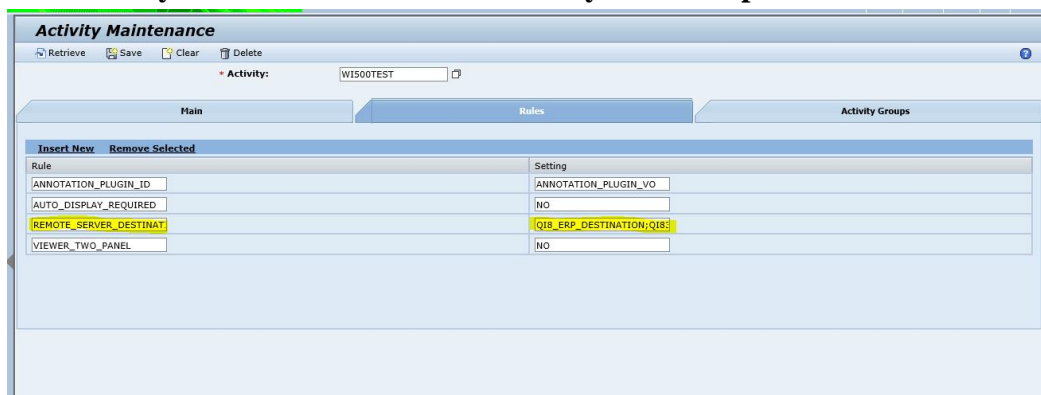 Activity Maintenance
Retrieve Save Clear Delete
* Activity: WI500TEST
Main Rules Activity Groups
Insert New Remove Selected
Rule Setting
ANNOTATION_PLUGIN_ID ANNOTATION_PLUGIN_VO
AUTO_DISPLAY_REQUIRED NO
REMOTE_SERVER_DESTINAT QI8_ERP_DESTINATION;QI8
VIEWER_TWO_PANEL NO